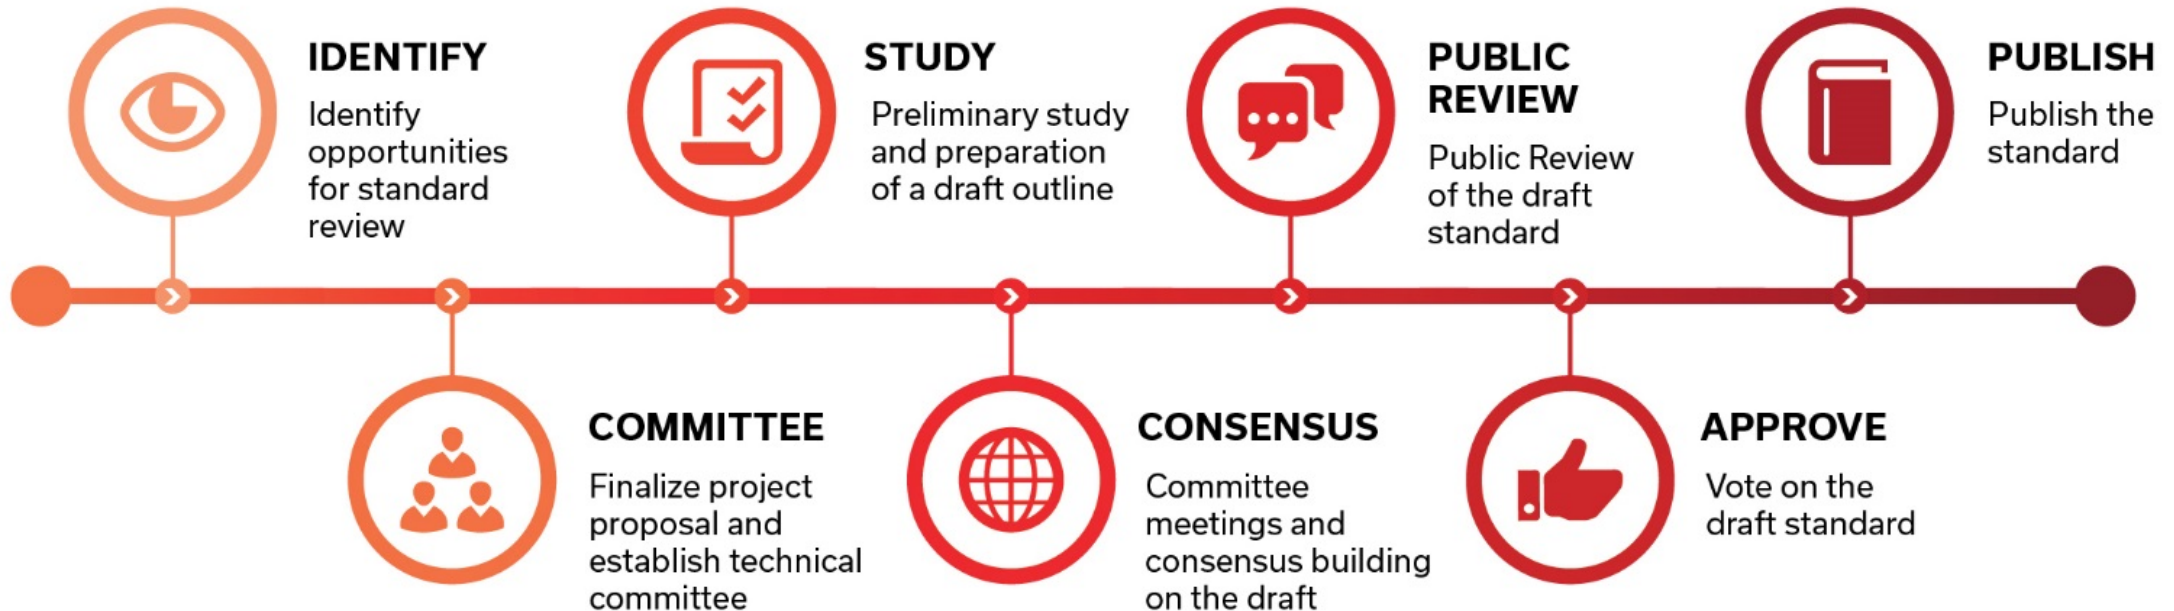 IDENTIFY
Identify
opportunities
for standard
review
COMMITTEE
Finalize project
proposal and
establish technical
committee
STUDY
Preliminary study
and preparation
of a draft outline
CONSENSUS
Committee
meetings and
consensus building
on the draft
PUBLIC
REVIEW
Public Review
of the draft
standard
APPROVE
Vote on the
draft standard
PUBLISH
Publish the
standard